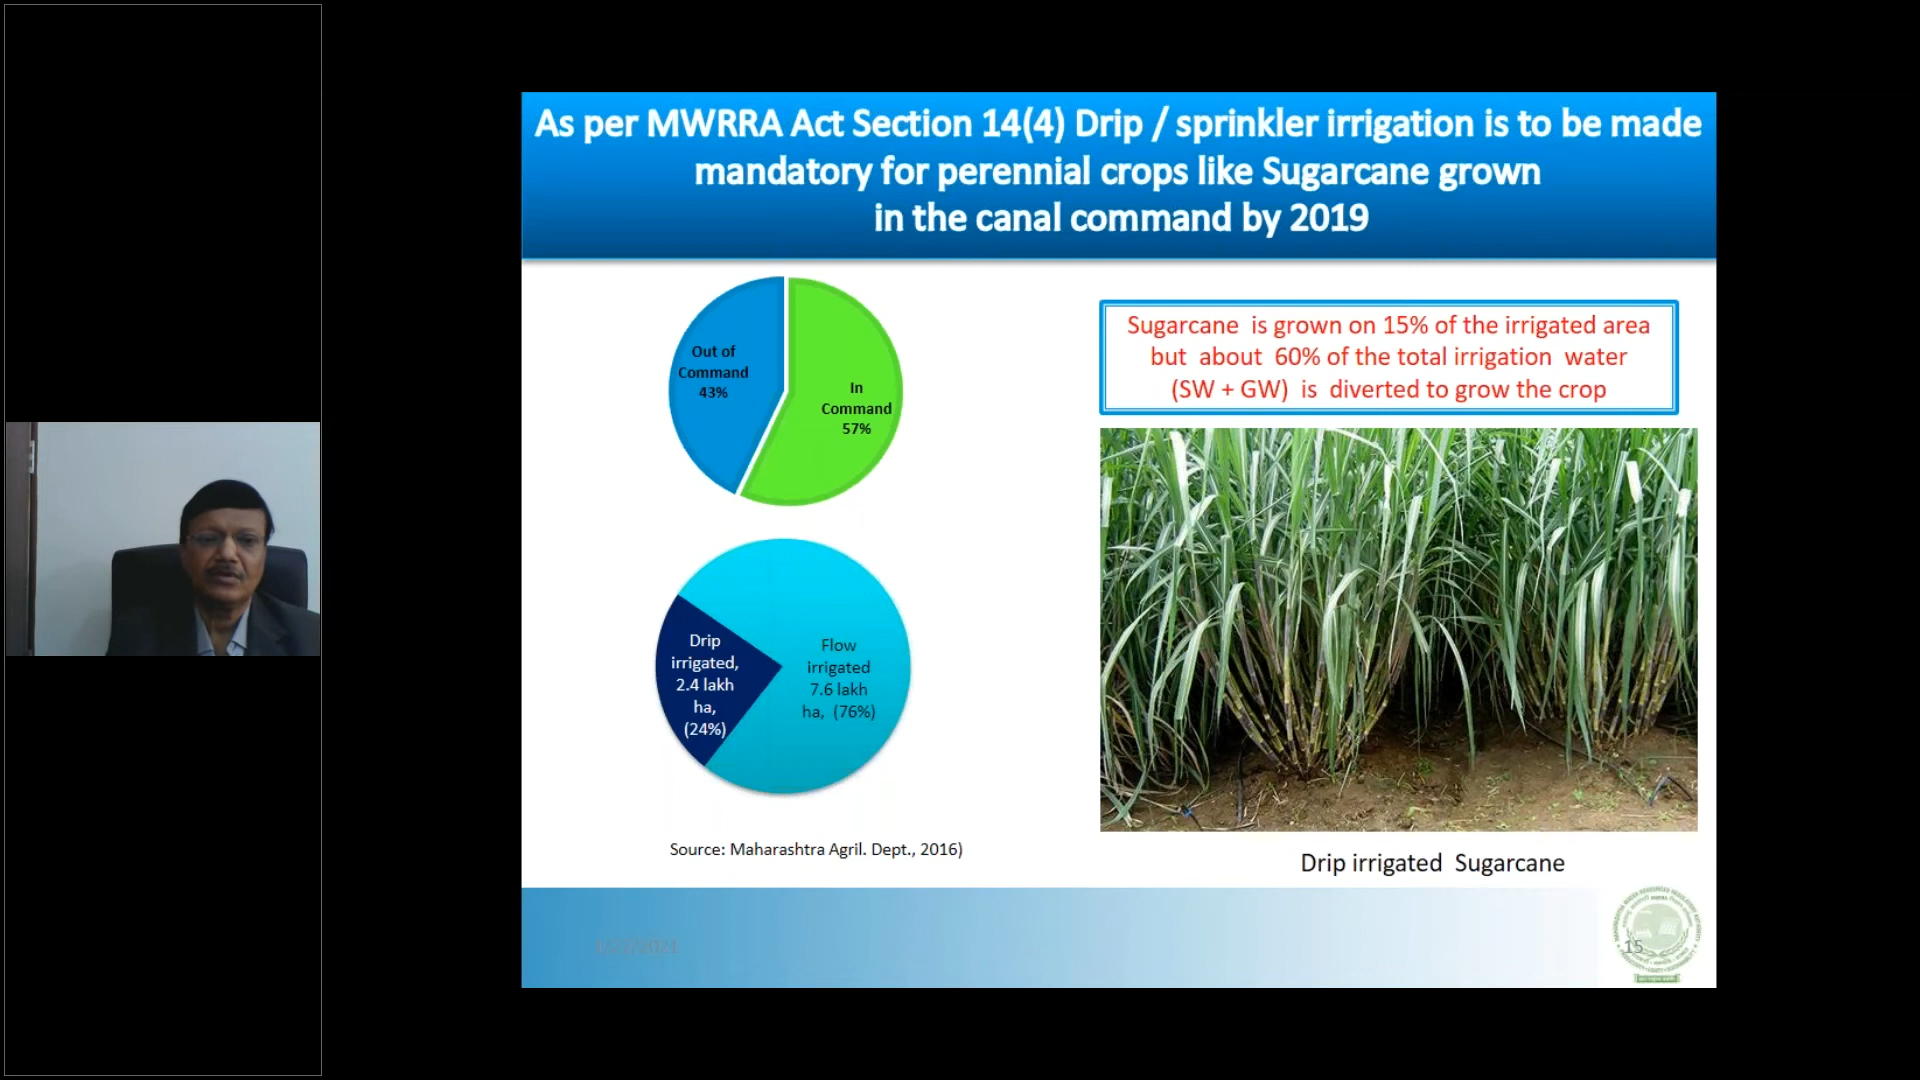 As per MWRRA Act Section 14(4) Drip / sprinkler irrigation is to be made
mandatory for perennial crops like Sugarcane grown
in the canal command by 2019
Out of
Command
43%
In
Command
57%
Sugarcane is grown on 15% of the irrigated area
but about 60% of the total irrigation water
(SW + GW) is diverted to grow the crop
Drip
irrigated,
2.4 lakh
ha,
(24%)
Flow
irrigated
7.6 lakh
ha, (76%)
Source: Maharashtra Agril. Dept., 2016)
Drip irrigated Sugarcane
15